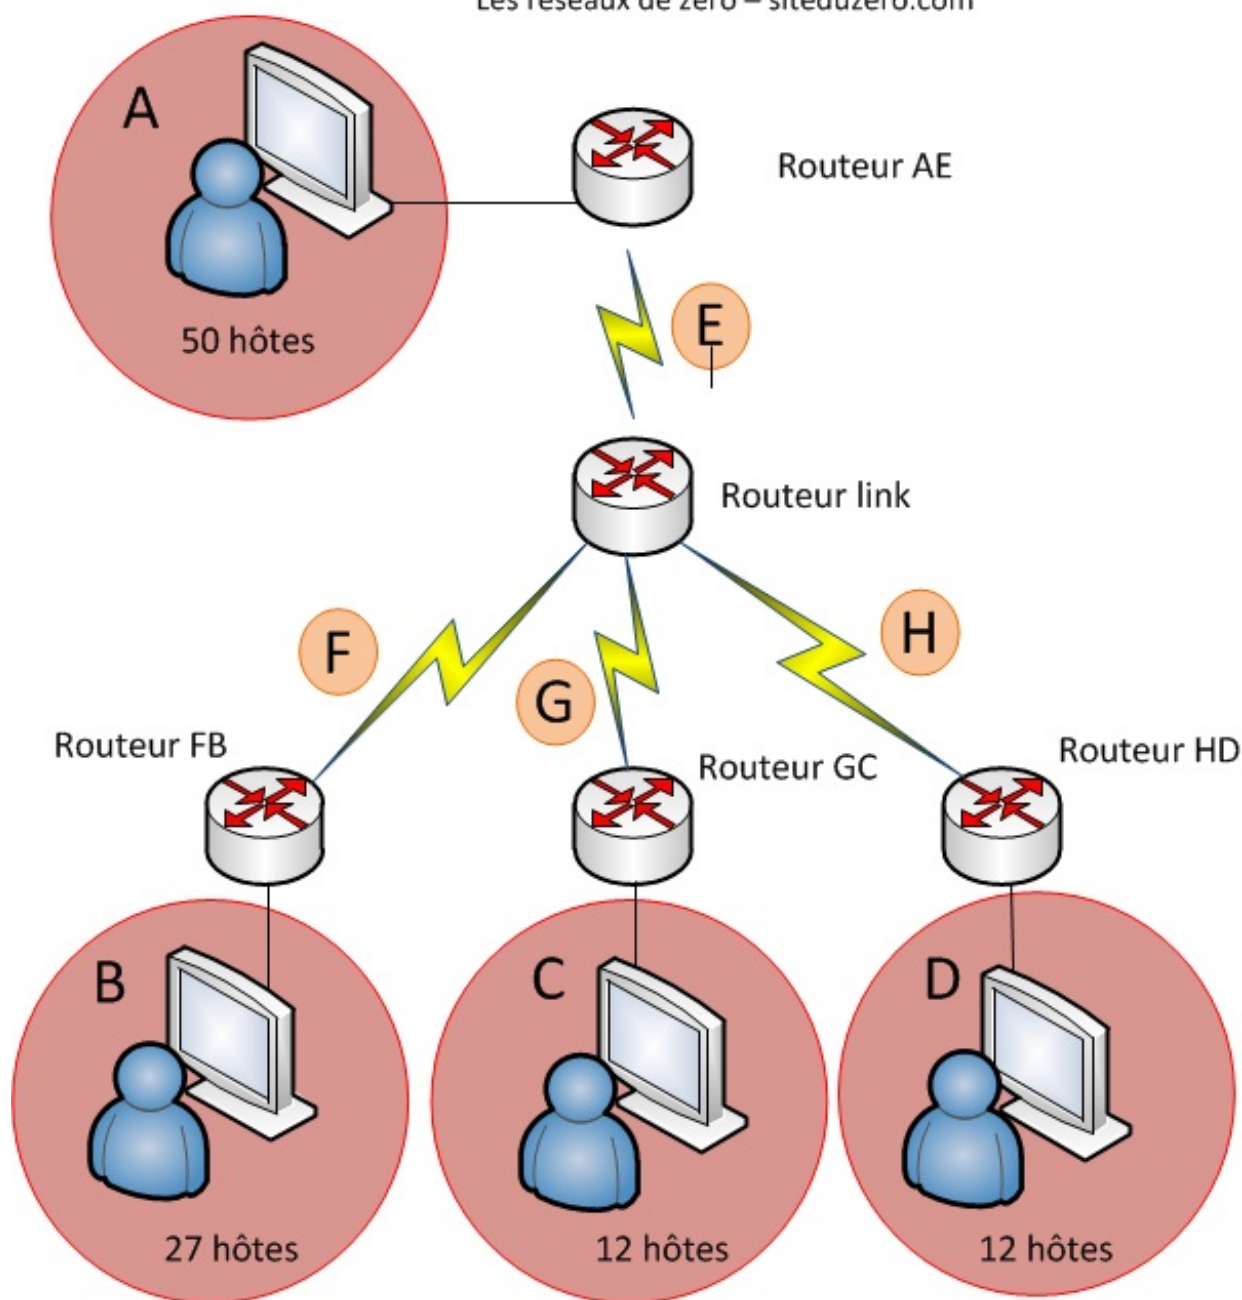 Les réseaux de zéro – siteduzero.com
A
Routeur AE
50 hôtes
E
Routeur link
F
G
H
Routeur FB
Routeur GC
Routeur HD
B
C
D
27 hôtes
12 hôtes
12 hôtes